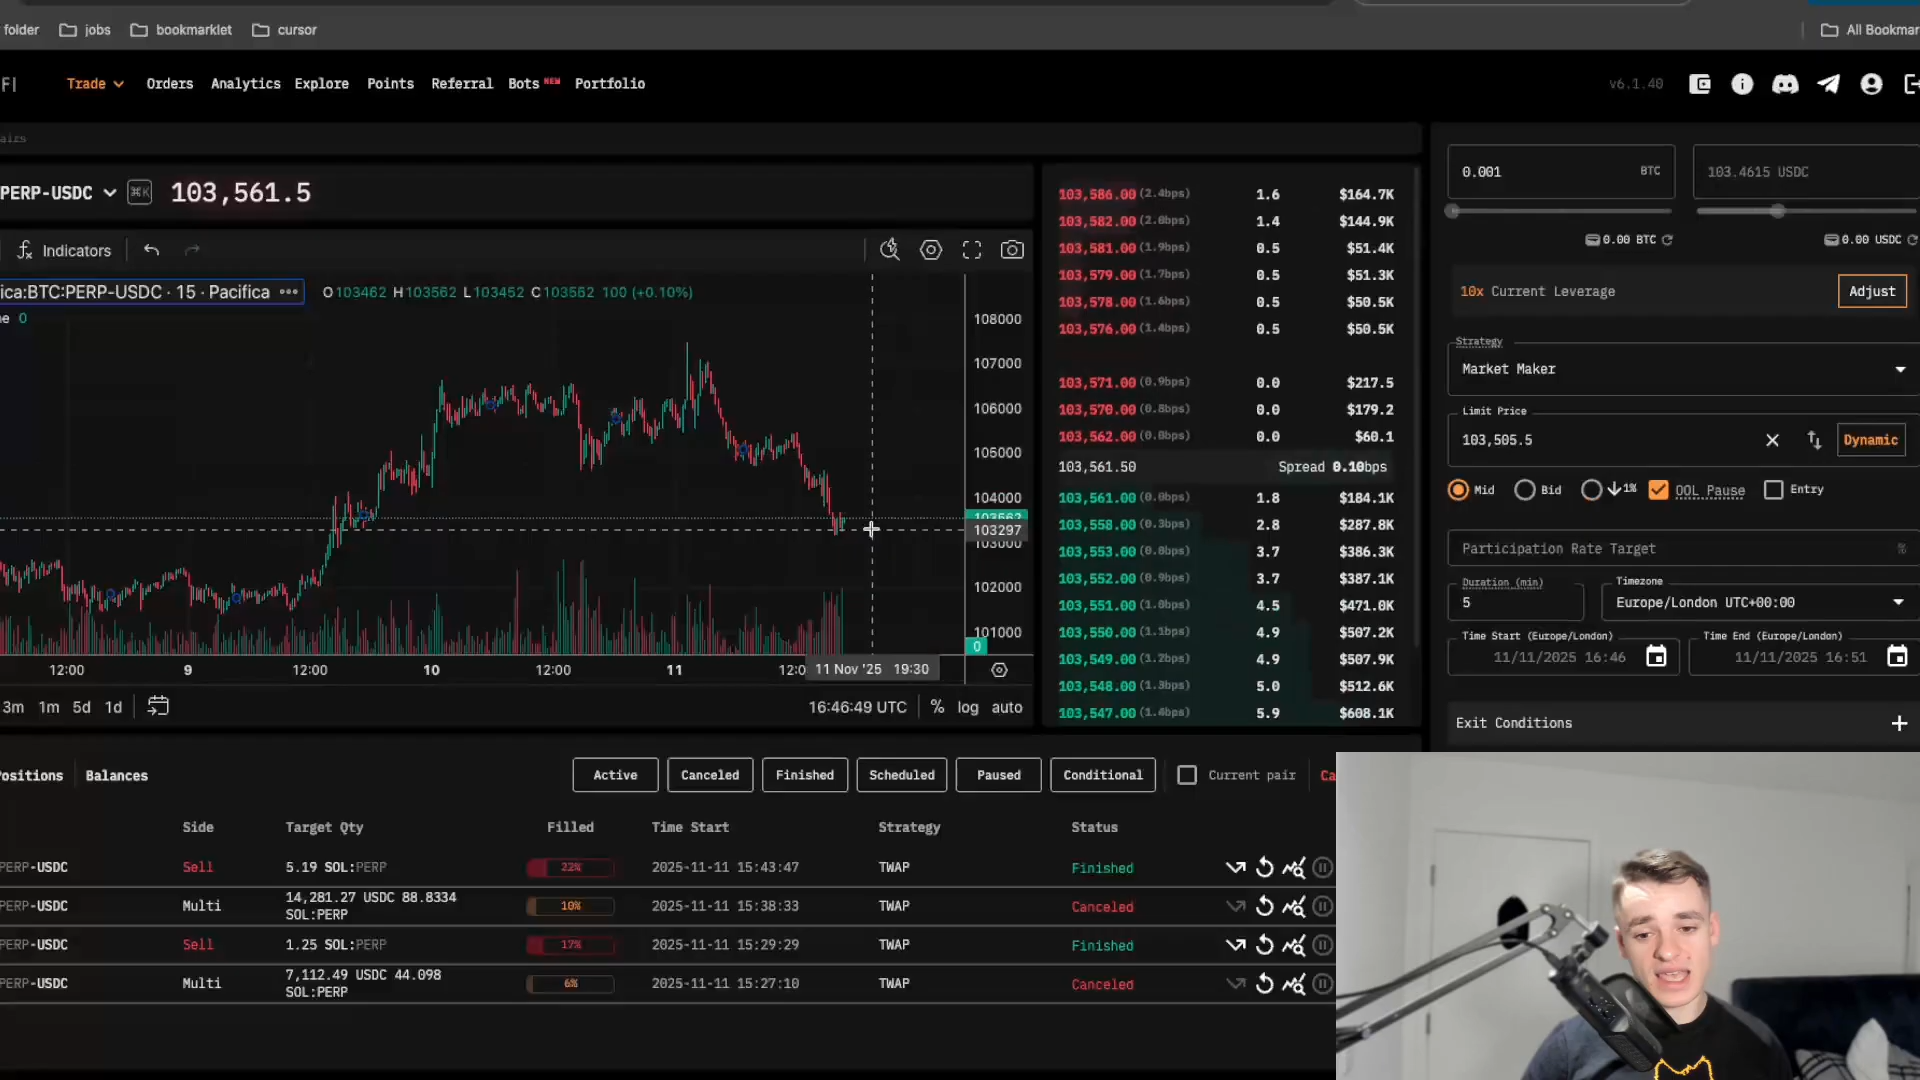 folder jobs bookmarklet cursor All Bookmar
FI Trade Orders Analytics Explore Points Referral Bots NEW Portfolio v6.1.40
airs
PERP-USDC ⌘K 103,561.5
Indicators
ica:BTC:PERP-USDC · 15 · Pacifica O103462 H103562 L103452 C103562 100 (+0.10%)
me 0
108000
107000
106000
105000
104000
103562
103297
103000
102000
101000
0
12:00 9 12:00 10 12:00 11 12:0 11 Nov '25 19:30
3m 1m 5d 1d 16:46:49 UTC % log auto
103,586.00 (2.4bps) 1.6 $164.7K
103,582.00 (2.0bps) 1.4 $144.9K
103,581.00 (1.9bps) 0.5 $51.4K
103,579.00 (1.7bps) 0.5 $51.3K
103,578.00 (1.6bps) 0.5 $50.5K
103,576.00 (1.4bps) 0.5 $50.5K
103,571.00 (0.9bps) 0.0 $217.5
103,570.00 (0.8bps) 0.0 $179.2
103,562.00 (0.0bps) 0.0 $60.1
103,561.50 Spread 0.10bps
103,561.00 (0.0bps) 1.8 $184.1K
103,558.00 (0.3bps) 2.8 $287.8K
103,553.00 (0.8bps) 3.7 $386.3K
103,552.00 (0.9bps) 3.7 $387.1K
103,551.00 (1.0bps) 4.5 $471.0K
103,550.00 (1.1bps) 4.9 $507.2K
103,549.00 (1.2bps) 4.9 $507.9K
103,548.00 (1.3bps) 5.0 $512.6K
103,547.00 (1.4bps) 5.9 $608.1K
0.001 BTC 103.4615 USDC
0.00 BTC 0.00 USDC
10x Current Leverage Adjust
Strategy
Market Maker
Limit Price
103,505.5 Dynamic
Mid Bid 1% OOL Pause Entry
Participation Rate Target %
Duration (min) Timezone
5 Europe/London UTC+00:00
Time Start (Europe/London) Time End (Europe/London)
11/11/2025 16:46 11/11/2025 16:51
Exit Conditions +
ositions Balances Active Canceled Finished Scheduled Paused Conditional Current pair Ca
Side Target Qty Filled Time Start Strategy Status
PERP-USDC Sell 5.19 SOL:PERP 22% 2025-11-11 15:43:47 TWAP Finished
PERP-USDC Multi 14,281.27 USDC 88.8334 SOL:PERP 10% 2025-11-11 15:38:33 TWAP Canceled
PERP-USDC Sell 1.25 SOL:PERP 17% 2025-11-11 15:29:29 TWAP Finished
PERP-USDC Multi 7,112.49 USDC 44.098 SOL:PERP 6% 2025-11-11 15:27:10 TWAP Canceled